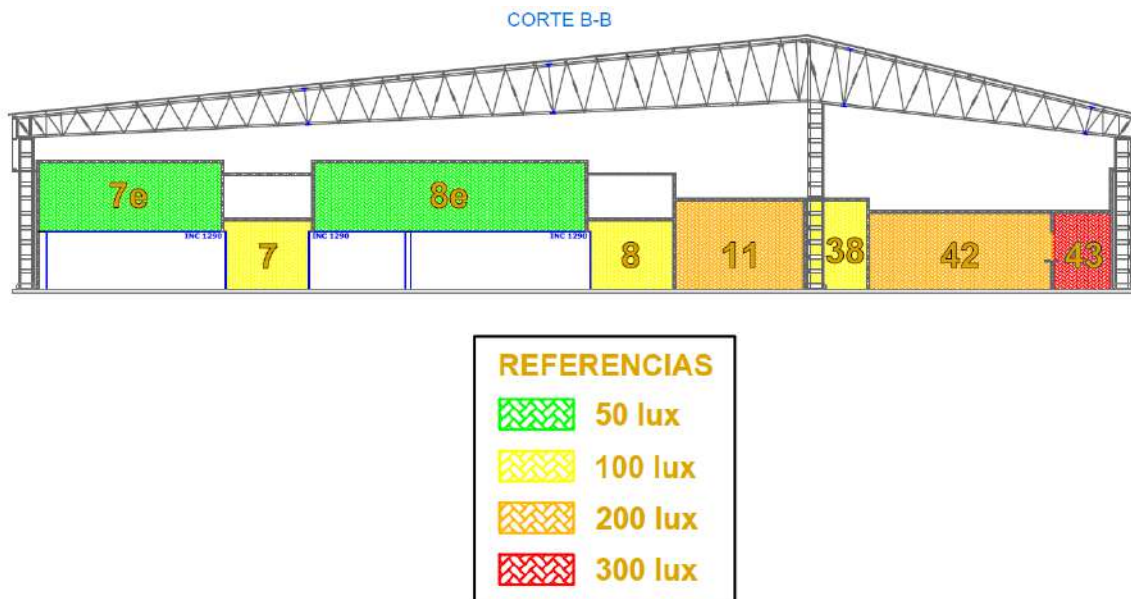 CORTE B-B
7e
8e
INC 1290
7
INC 1290
INC 1290
8
11
38
42
43
REFERENCIAS
50 lux
100 lux
200 lux
300 lux